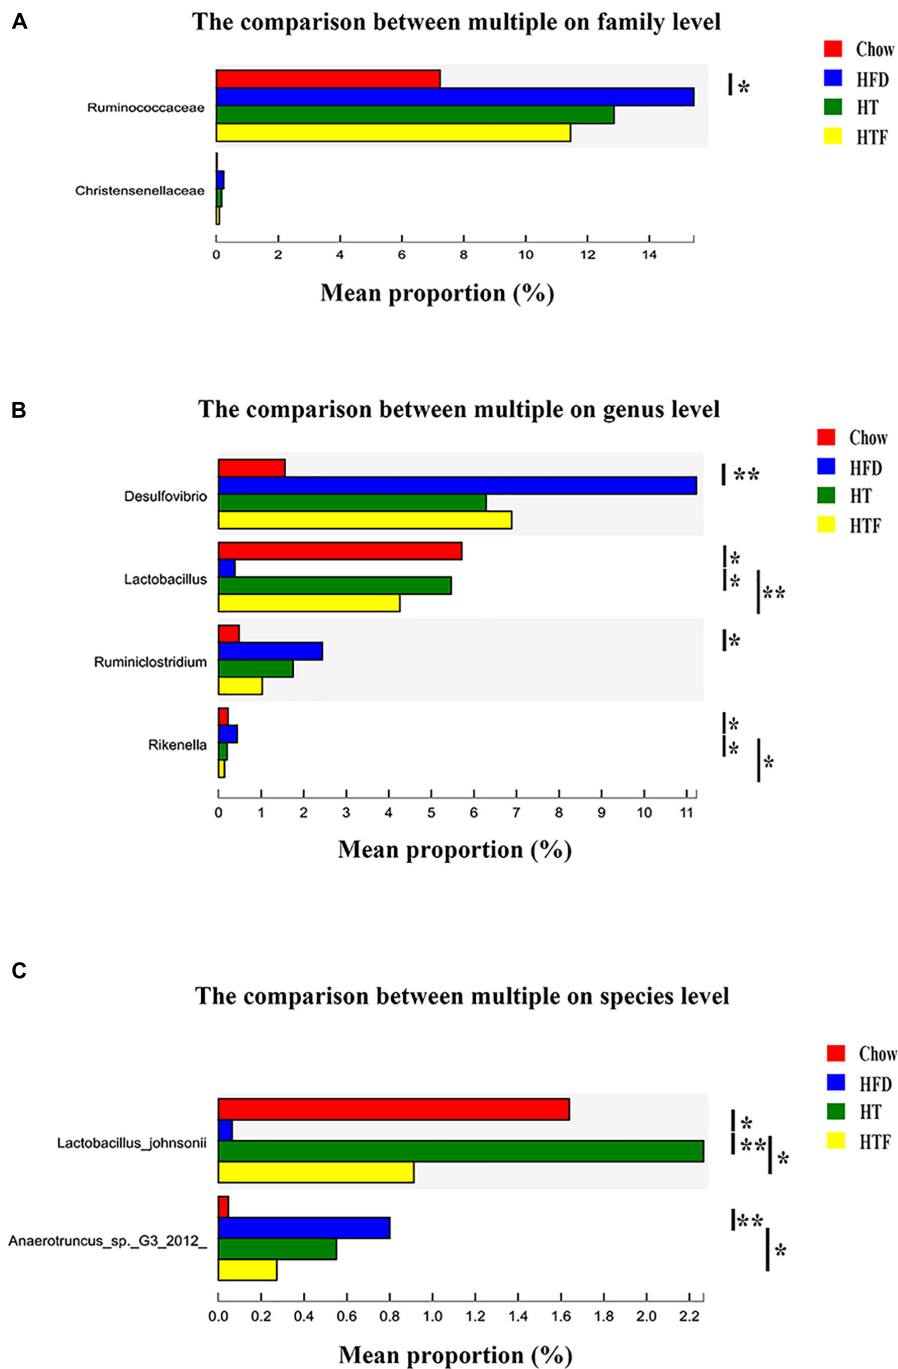 A
The comparison between multiple on family level
Chow
HFD
HT
HTF
Ruminococcaceae
*
Christensenellaceae
0 2 4 6 8 10 12 14
Mean proportion (%)
B
The comparison between multiple on genus level
Chow
HFD
HT
HTF
Desulfovibrio
**
Lactobacillus
*
*
**
Ruminiclostridium
*
Rikenella
*
*
*
0 1 2 3 4 5 6 7 8 9 10 11
Mean proportion (%)
C
The comparison between multiple on species level
Chow
HFD
HT
HTF
Lactobacillus_johnsonii
*
**
*
Anaerotruncus_sp._G3_2012_
**
*
0.0 0.2 0.4 0.6 0.8 1.0 1.2 1.4 1.6 1.8 2.0 2.2
Mean proportion (%)